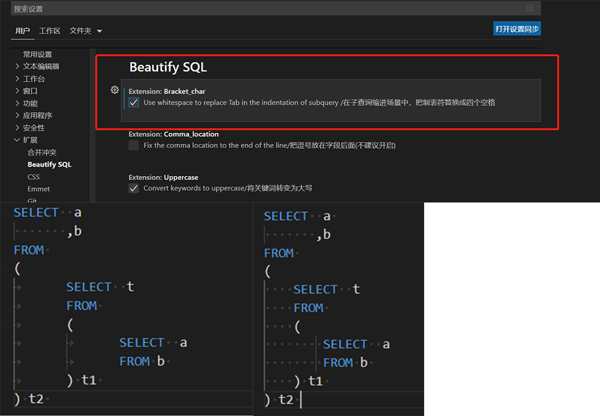 搜索设置
用户 工作区 文件夹
打开设置同步
常用设置
文本编辑器
工作台
窗口
功能
应用程序
安全性
扩展
合并冲突
Beautify SQL
CSS
Emmet
Git
Beautify SQL
Extension: Bracket_char
Use whitespace to replace Tab in the indentation of subquery /在子查询缩进场景中，把制表符替换成四个空格
Extension: Comma_location
Fix the comma location to the end of the line/把逗号放在字段后面(不建议开启)
Extension: Uppercase
Convert keywords to uppercase/将关键词转变为大写
SELECT a
,b
FROM
(
SELECT t
FROM
(
SELECT a
FROM b
) t1
) t2
SELECT a
,b
FROM
(
SELECT t
FROM
(
SELECT a
FROM b
) t1
) t2